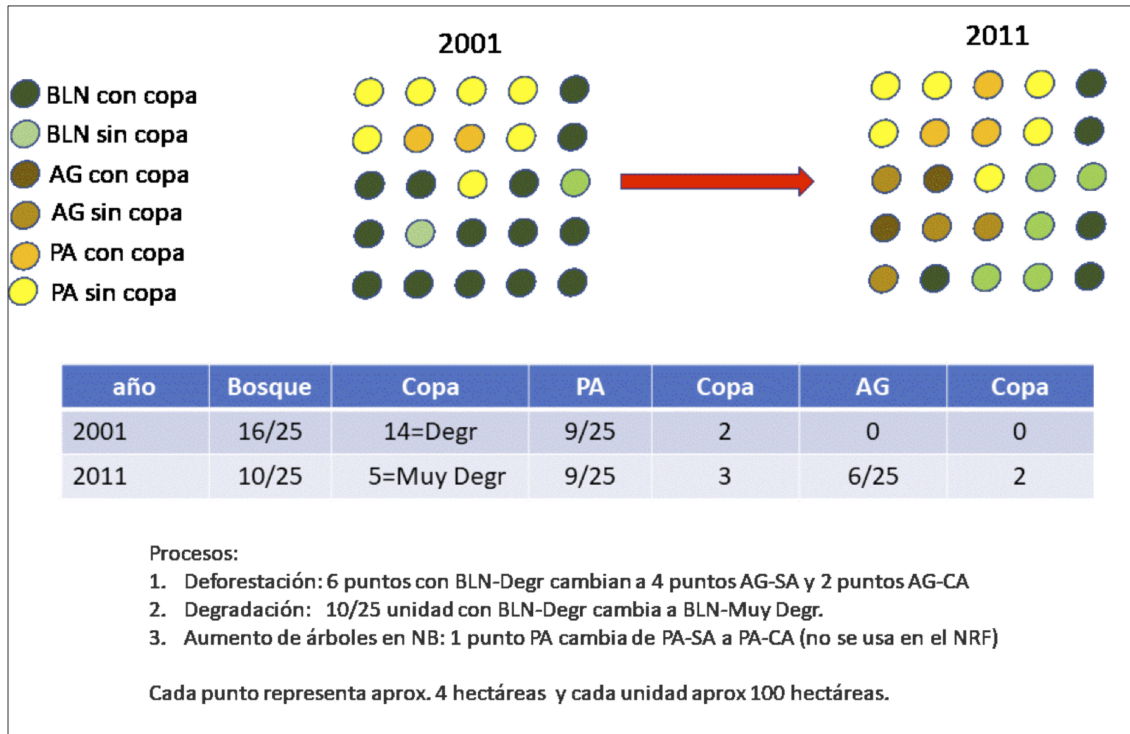 2001
2011
BLN con copa
BLN sin copa
AG con copa
AG sin copa
PA con copa
PA sin copa
año Bosque Copa PA Copa AG Copa
2001 16/25 14=Degr 9/25 2 0 0
2011 10/25 5=Muy Degr 9/25 3 6/25 2
Procesos:
1. Deforestación: 6 puntos con BLN-Degr cambian a 4 puntos AG-SA y 2 puntos AG-CA
2. Degradación: 10/25 unidad con BLN-Degr cambia a BLN-Muy Degr.
3. Aumento de árboles en NB: 1 punto PA cambia de PA-SA a PA-CA (no se usa en el NRF)
Cada punto representa aprox. 4 hectáreas y cada unidad aprox 100 hectáreas.